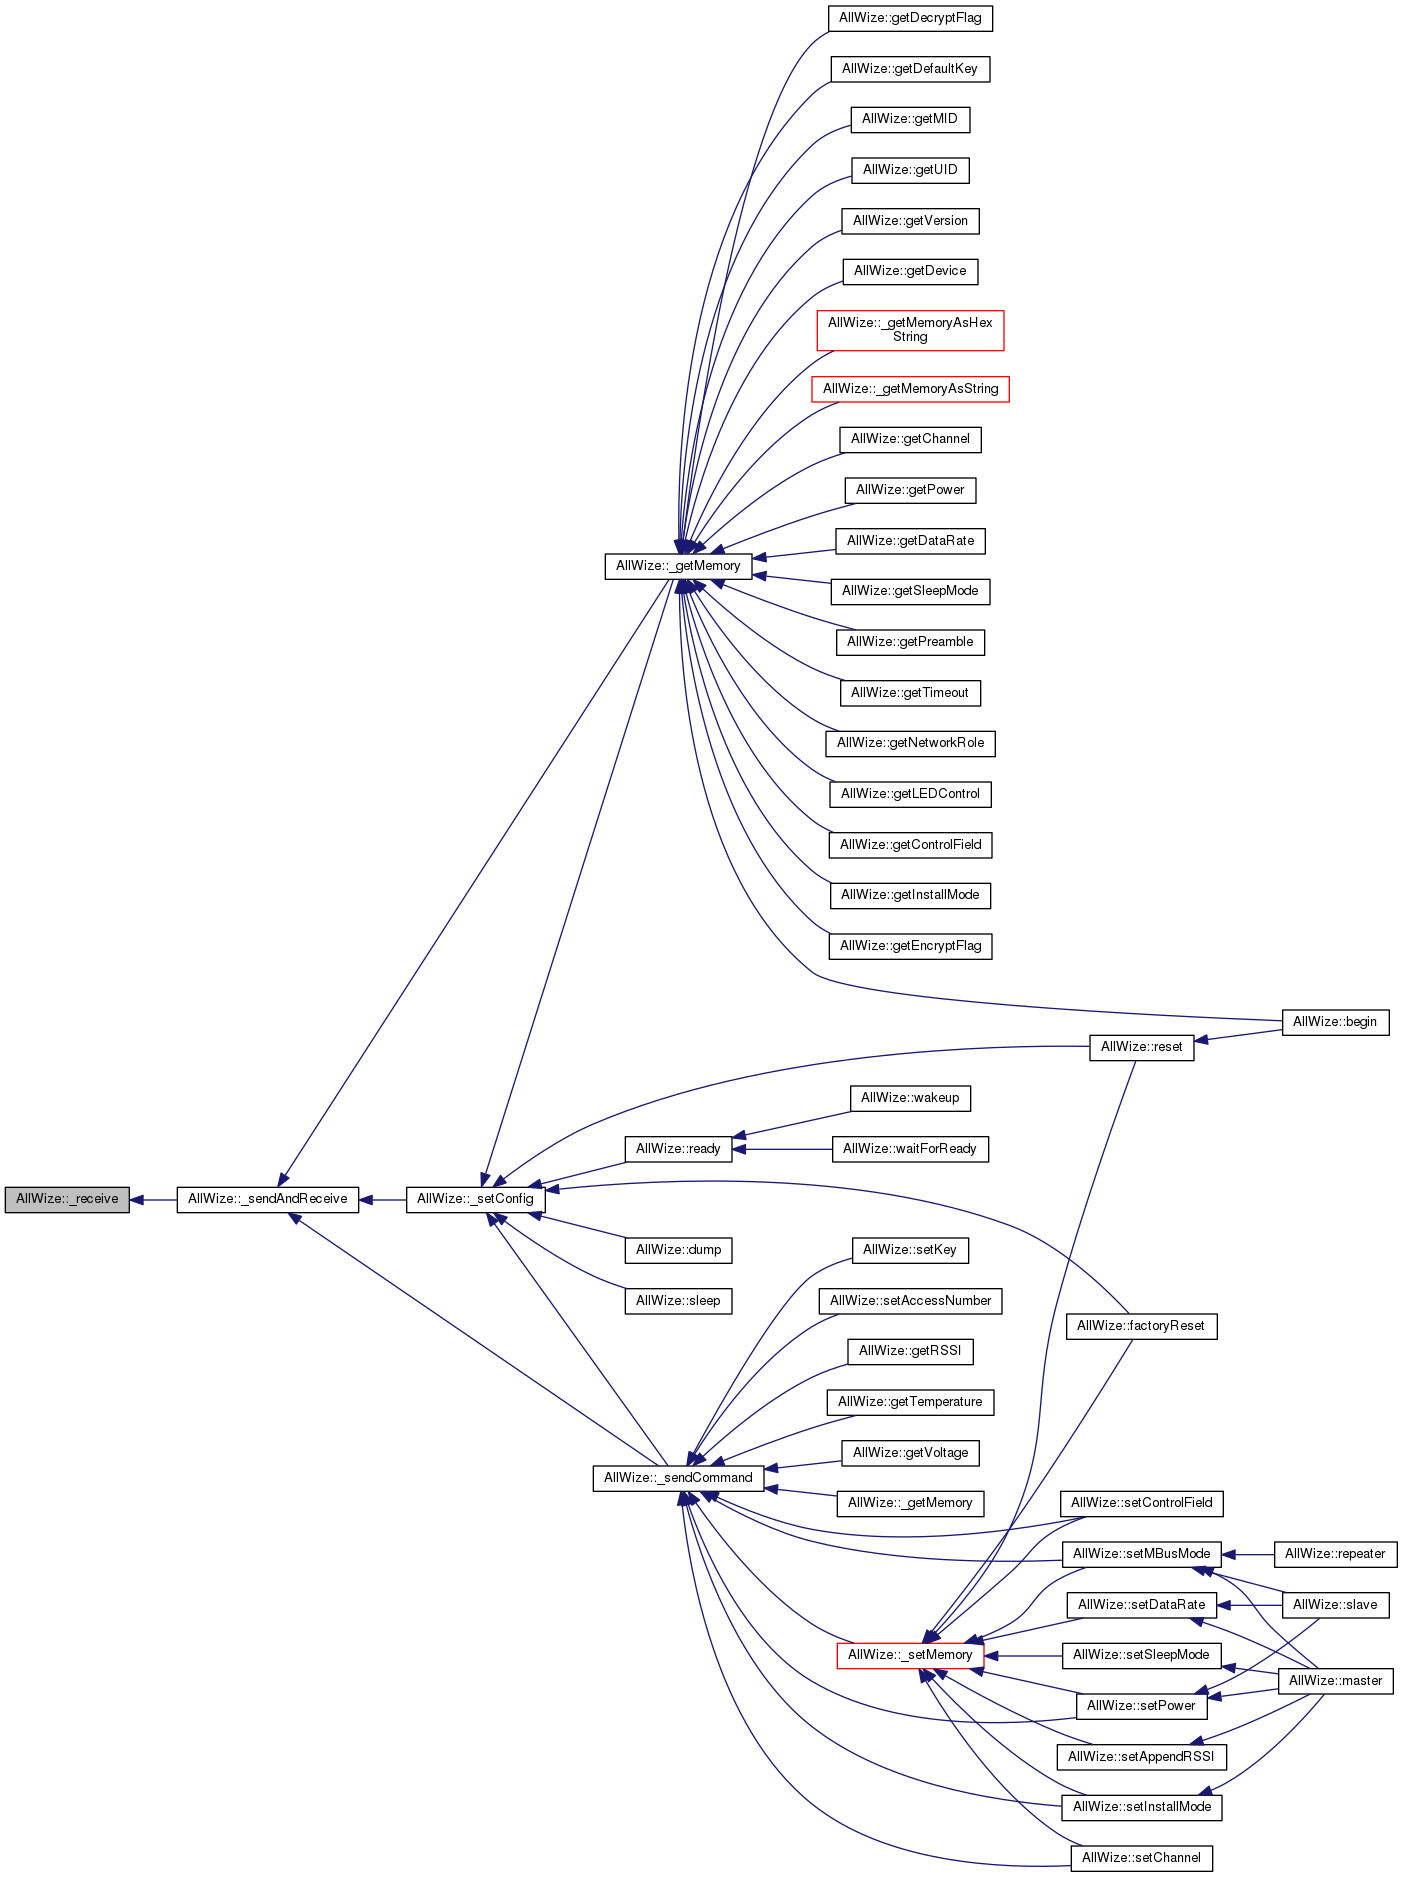 AllWize::getDecryptFlag
AllWize::getDefaultKey
AllWize::getMID
AllWize::getUID
AllWize::getVersion
AllWize::getDevice
AllWize::_getMemoryAsHex
String
AllWize::_getMemoryAsString
AllWize::getChannel
AllWize::getPower
AllWize::getDataRate
AllWize::_getMemory
AllWize::getSleepMode
AllWize::getPreamble
AllWize::getTimeout
AllWize::getNetworkRole
AllWize::getLEDControl
AllWize::getControlField
AllWize::getInstallMode
AllWize::getEncryptFlag
AllWize::begin
AllWize::reset
AllWize::wakeup
AllWize::ready
AllWize::waitForReady
AllWize::_receive
AllWize::_sendAndReceive
AllWize::_setConfig
AllWize::dump
AllWize::setKey
AllWize::sleep
AllWize::setAccessNumber
AllWize::factoryReset
AllWize::getRSSI
AllWize::getTemperature
AllWize::getVoltage
AllWize::_sendCommand
AllWize::_getMemory
AllWize::setControlField
AllWize::setMBusMode
AllWize::repeater
AllWize::setDataRate
AllWize::slave
AllWize::_setMemory
AllWize::setSleepMode
AllWize::master
AllWize::setPower
AllWize::setAppendRSSI
AllWize::setInstallMode
AllWize::setChannel